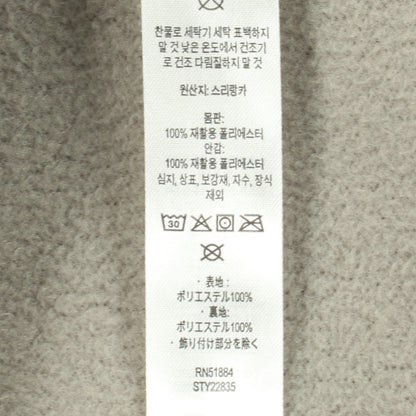 찬물로 세탁기 세탁 표백하지
말 것 낮은 온도에서 건조기
로 건조 다림질하지 말 것
원산지: 스리랑카
몸판:
100% 재활용 폴리에스터
안감:
100% 재활용 폴리에스터
심지, 상표, 보강재, 자수, 장식
제외
30
・表地：
ポリエステル100%
・裏地:
ポリエステル100%
・飾り付け部分を除く
RN51884
STY22835